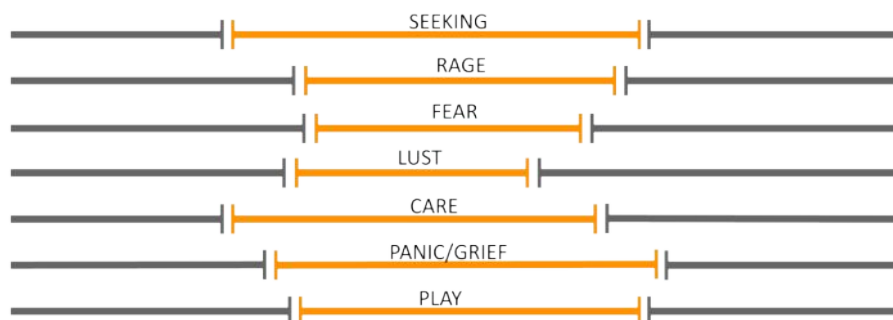 SEEKING
RAGE
FEAR
LUST
CARE
PANIC/GRIEF
PLAY